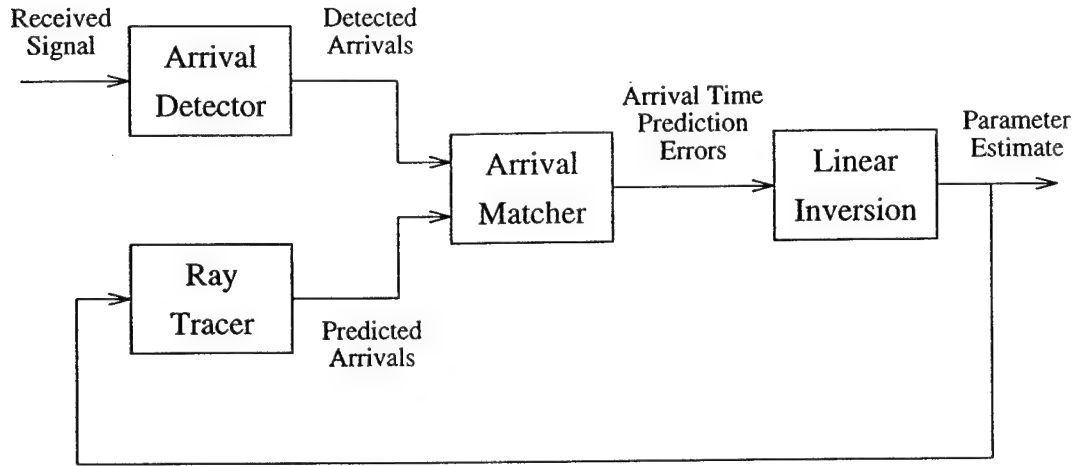 Received
Signal
Arrival
Detector
Detected
Arrivals
Arrival
Matcher
Arrival Time
Prediction
Errors
Linear
Inversion
Parameter
Estimate
Ray
Tracer
Predicted
Arrivals